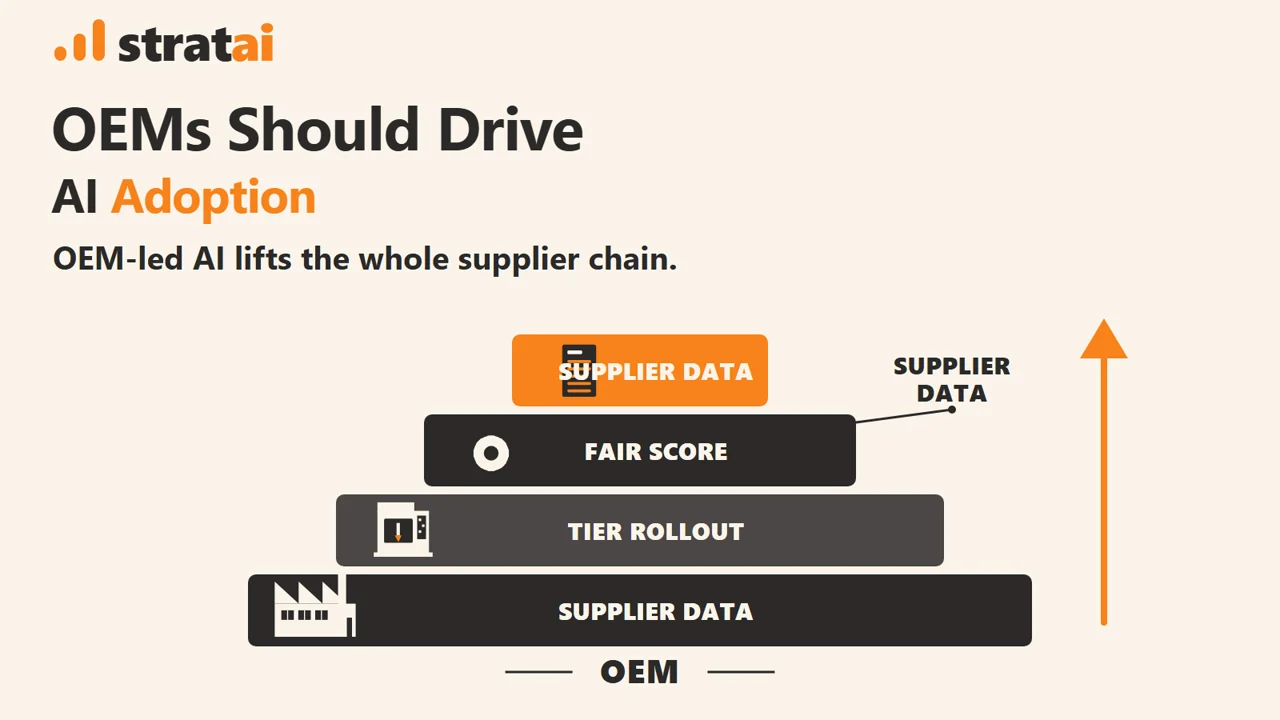 stratai
OEMs Should Drive
AI Adoption
OEM-led AI lifts the whole supplier chain.
SUPPLIER DATA
SUPPLIER
DATA
FAIR SCORE
TIER ROLLOUT
SUPPLIER DATA
OEM